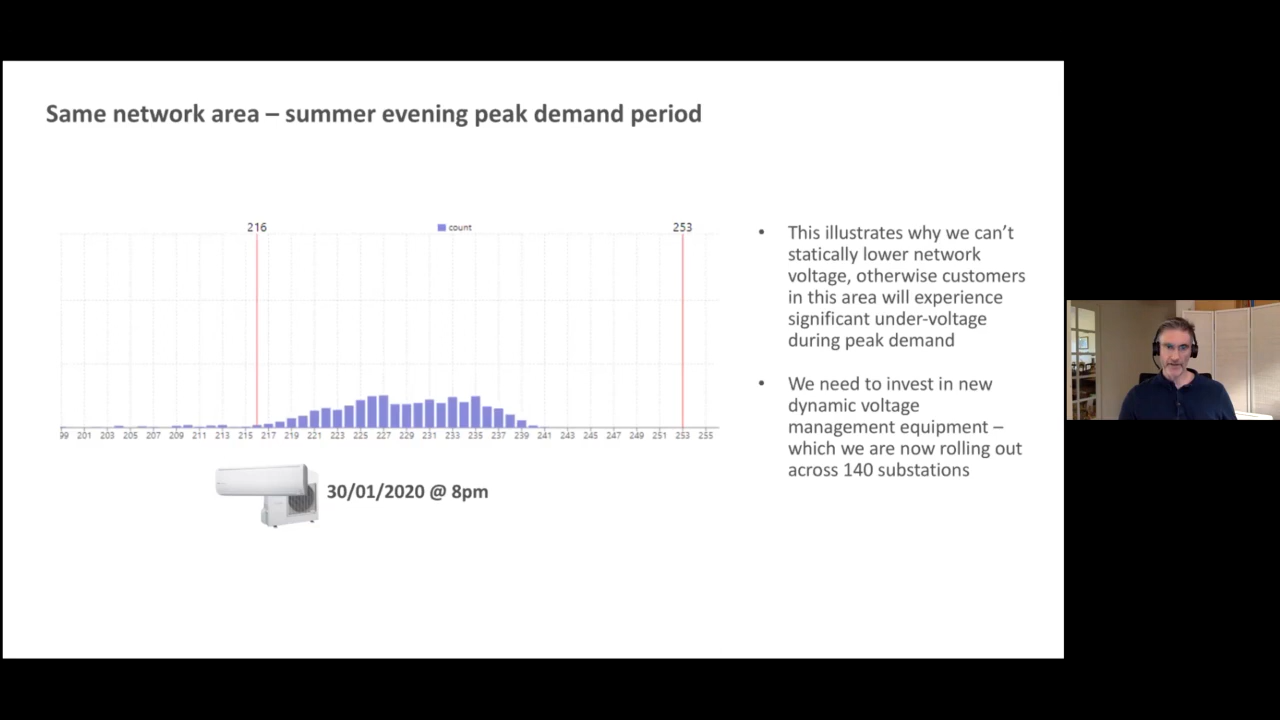 Same network area – summer evening peak demand period
216
count
253
99 201 203 205 207 209 211 213 215 217 219 221 223 225 227 229 231 233 235 237 239 241 243 245 247 249 251 253 255
30/01/2020 @ 8pm
• This illustrates why we can’t
statically lower network
voltage, otherwise customers
in this area will experience
significant under-voltage
during peak demand
• We need to invest in new
dynamic voltage
management equipment –
which we are now rolling out
across 140 substations